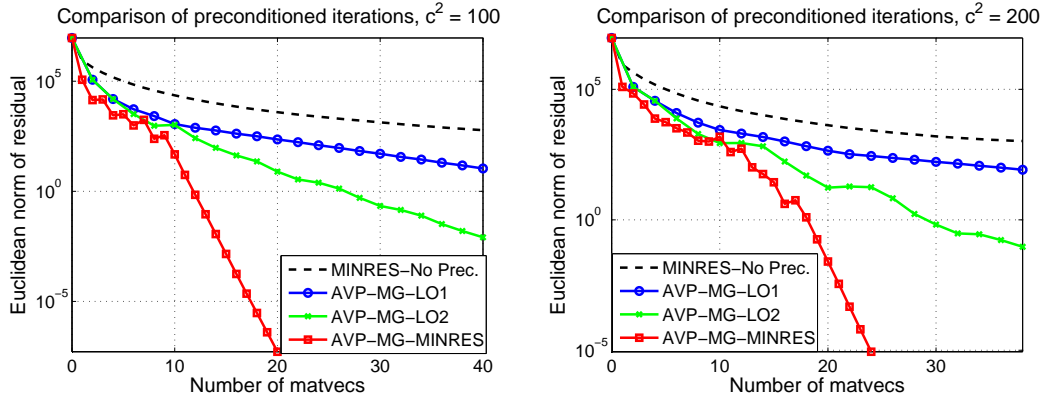 Comparison of preconditioned iterations, c² = 100
Euclidean norm of residual
10⁵
10⁰
10⁻⁵
0
10
20
30
40
Number of matvecs
MINRES−No Prec.
AVP−MG−LO1
AVP−MG−LO2
AVP−MG−MINRES
Comparison of preconditioned iterations, c² = 200
Euclidean norm of residual
10⁵
10⁰
10⁻⁵
0
10
20
30
Number of matvecs
MINRES−No Prec.
AVP−MG−LO1
AVP−MG−LO2
AVP−MG−MINRES